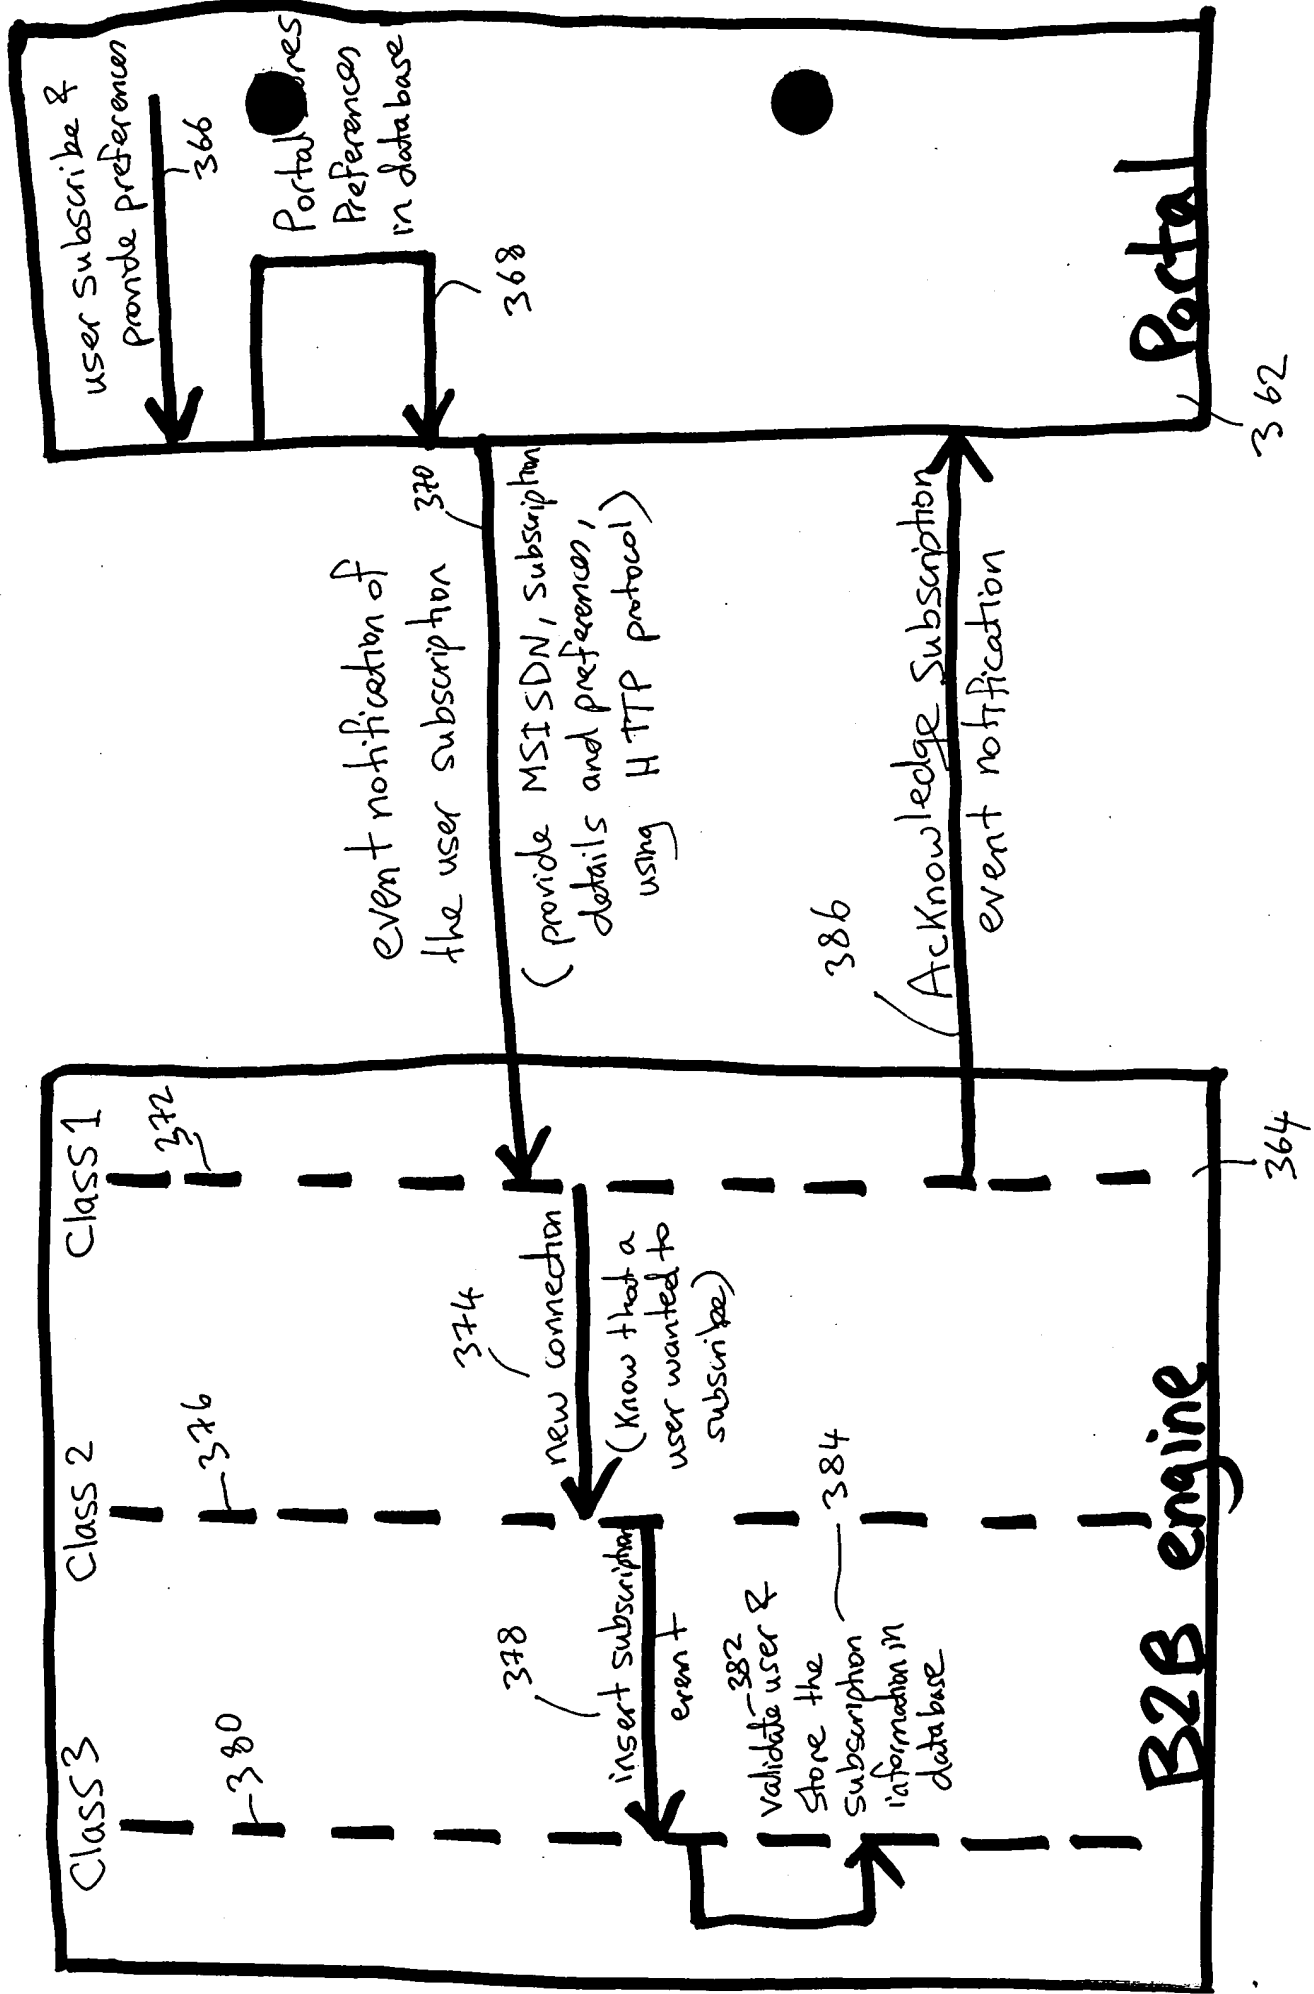 Class 3
380
Class 2
376
Class 1
372
user subscribe &
provide preferences
366
Portal
Preferences
in database
368
event notification of
the user subscription
370
(provide MSISDN, subscription
details and preferences,
using HTTP protocol)
374
new connection
(Know that a
user wanted to
subscribe)
378
insert subscription
event
382
validate user &
store the
subscription
information in
database
384
386
Acknowledge Subscription
event notification
B2B engine
364
Portal
362